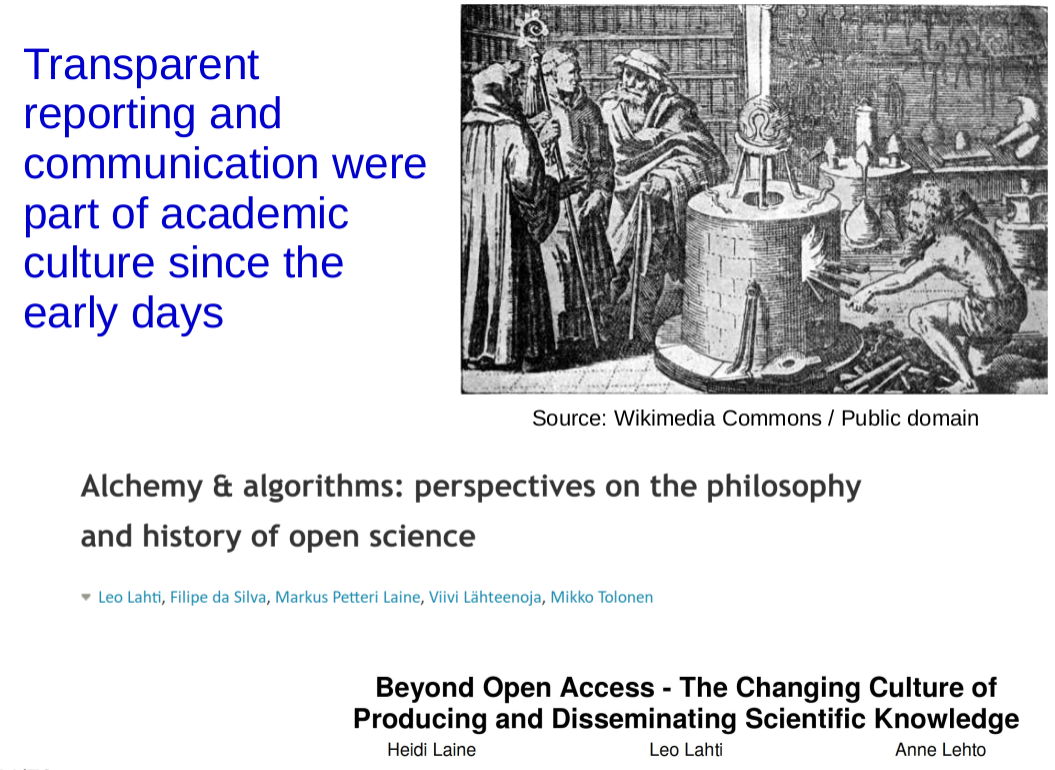 Transparent
reporting and
communication were
part of academic
culture since the
early days
Source: Wikimedia Commons / Public domain
Alchemy & algorithms: perspectives on the philosophy
and history of open science
Leo Lahti, Filipe da Silva, Markus Petteri Laine, Viivi Lähteenoja, Mikko Tolonen
Beyond Open Access - The Changing Culture of
Producing and Disseminating Scientific Knowledge
Heidi Laine Leo Lahti Anne Lehto